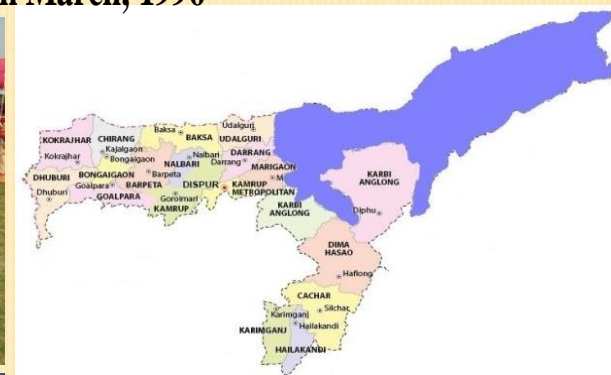 March, 1996
Udalguri
Baksa
BAKSA
UDALGURI
KOKRAJHAR
CHIRANG
Kajalgaon
Kokrajhar
Bongaigaon
NALBARI
Nalbari
DARRANG
Darrang
MARIGAON
M
KARBI
ANGLONG
DHUBURI
BONGAIGAON
Barpeta
Goalpara
BARPETA
DISPUR
KAMRUP
METROPOLITAN
Dhuburi
GOALPARA
Goroimari
KAMRUP
KARBI
ANGLONG
Diphu
DIMA
HASAO
Haflong
CACHAR
Silchar
Karimganj
KARIMGANJ
Hailakandi
HAILAKANDI